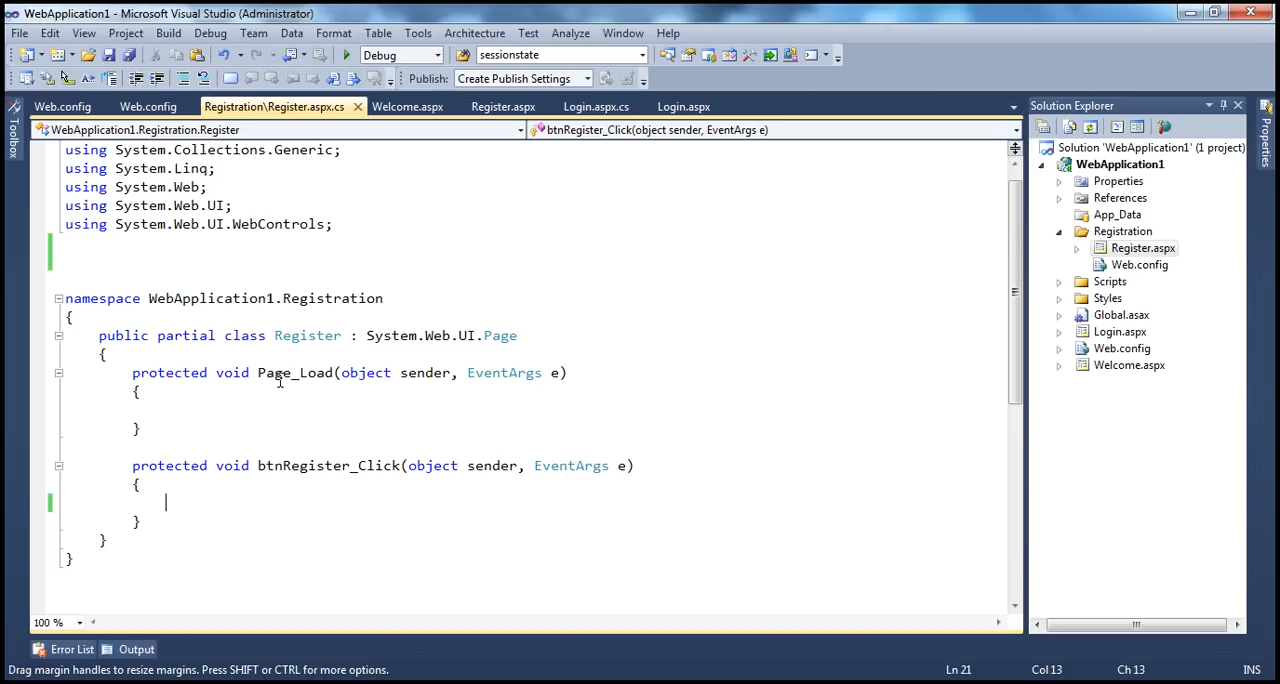 WebApplication1 - Microsoft Visual Studio (Administrator)
File Edit View Project Build Debug Team Data Format Table Tools Architecture Test Analyze Window Help
Debug sessionstate
Publish: Create Publish Settings
Web.config Web.config Registration\Register.aspx.cs Welcome.aspx Register.aspx Login.aspx.cs Login.aspx
WebApplication1.Registration.Register btnRegister_Click(object sender, EventArgs e)
Toolbox
using System.Collections.Generic;
using System.Linq;
using System.Web;
using System.Web.UI;
using System.Web.UI.WebControls;
namespace WebApplication1.Registration
{
public partial class Register : System.Web.UI.Page
{
protected void Page_Load(object sender, EventArgs e)
{
}
protected void btnRegister_Click(object sender, EventArgs e)
{
}
}
}
100 %
Solution Explorer
Solution 'WebApplication1' (1 project)
WebApplication1
Properties
References
App_Data
Registration
Register.aspx
Web.config
Scripts
Styles
Global.asax
Login.aspx
Web.config
Welcome.aspx
Properties
Error List Output
Drag margin handles to resize margins. Press SHIFT or CTRL for more options. Ln 21 Col 13 Ch 13 INS